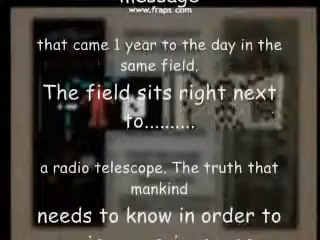 message
www.fraps.com
that came 1 year to the day in the
same field.
The field sits right next
to..........
a radio telescope. The truth that
mankind
needs to know in order to